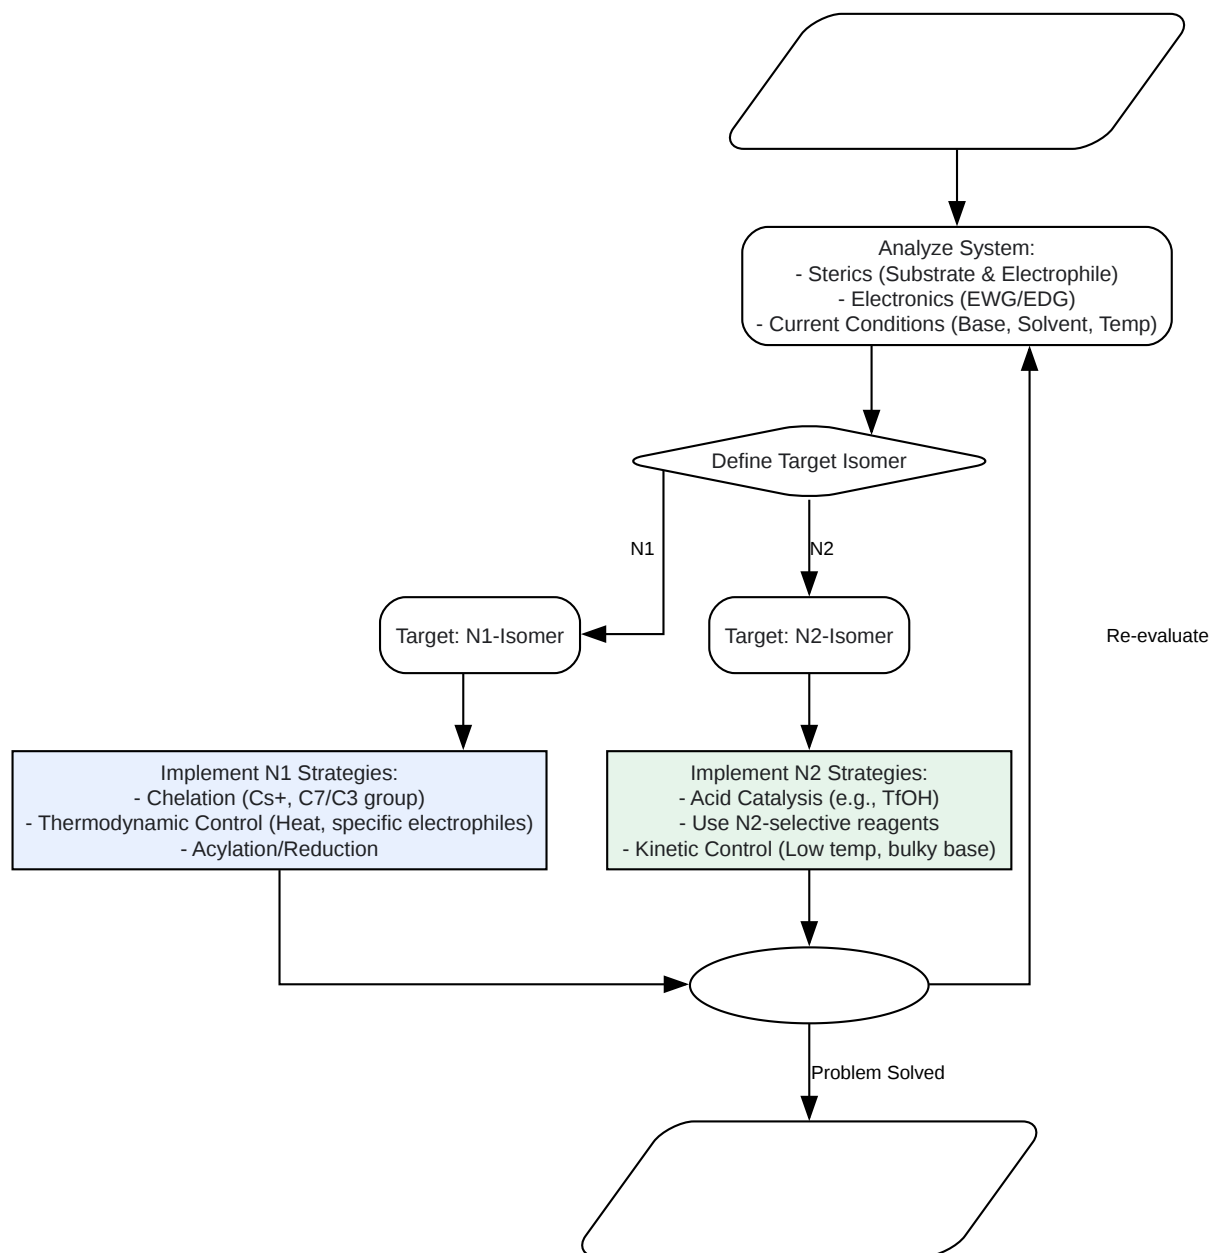 Analyze System:
- Sterics (Substrate & Electrophile)
- Electronics (EWG/EDG)
- Current Conditions (Base, Solvent, Temp)
Define Target Isomer
N1
N2
Target: N1-Isomer
Target: N2-Isomer
Re-evaluate
Implement N1 Strategies:
- Chelation (Cs+, C7/C3 group)
- Thermodynamic Control (Heat, specific electrophiles)
- Acylation/Reduction
Implement N2 Strategies:
- Acid Catalysis (e.g., TfOH)
- Use N2-selective reagents
- Kinetic Control (Low temp, bulky base)
Problem Solved